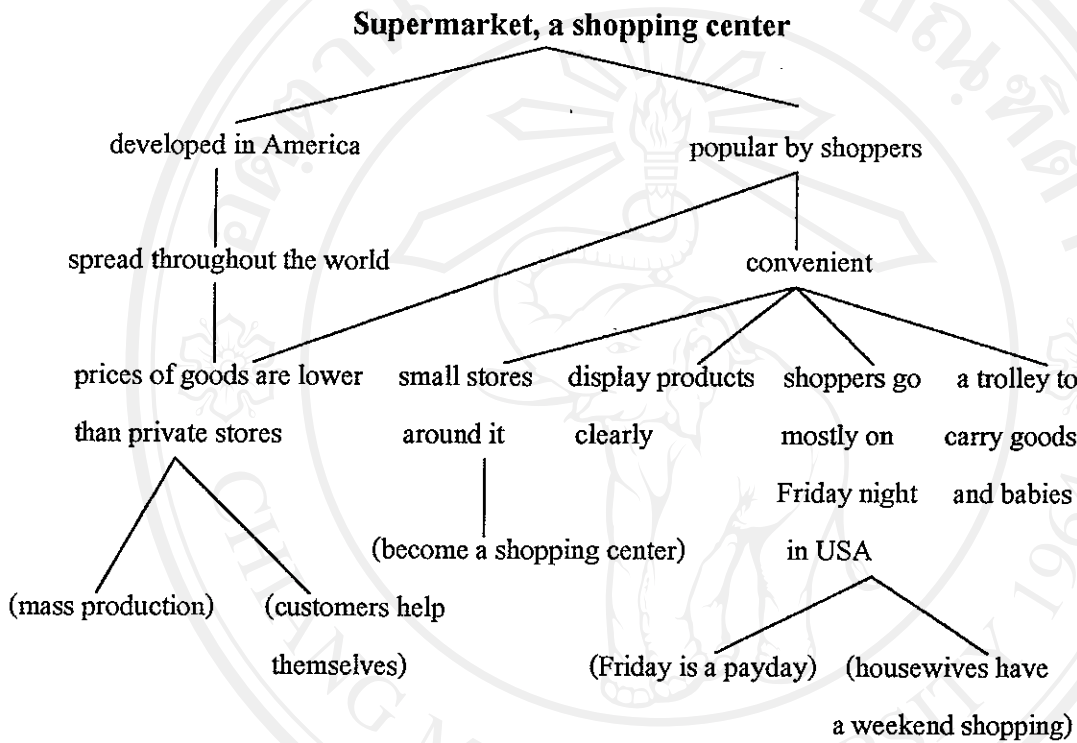 Supermarket, a shopping center
developed in America
popular by shoppers
spread throughout the world
convenient
prices of goods are lower
than private stores
small stores
around it
display products
clearly
shoppers go
mostly on
Friday night
in USA
a trolley to
carry goods
and babies
(mass production)
(customers help
themselves)
(become a shopping center)
(Friday is a payday)
(housewives have
a weekend shopping)